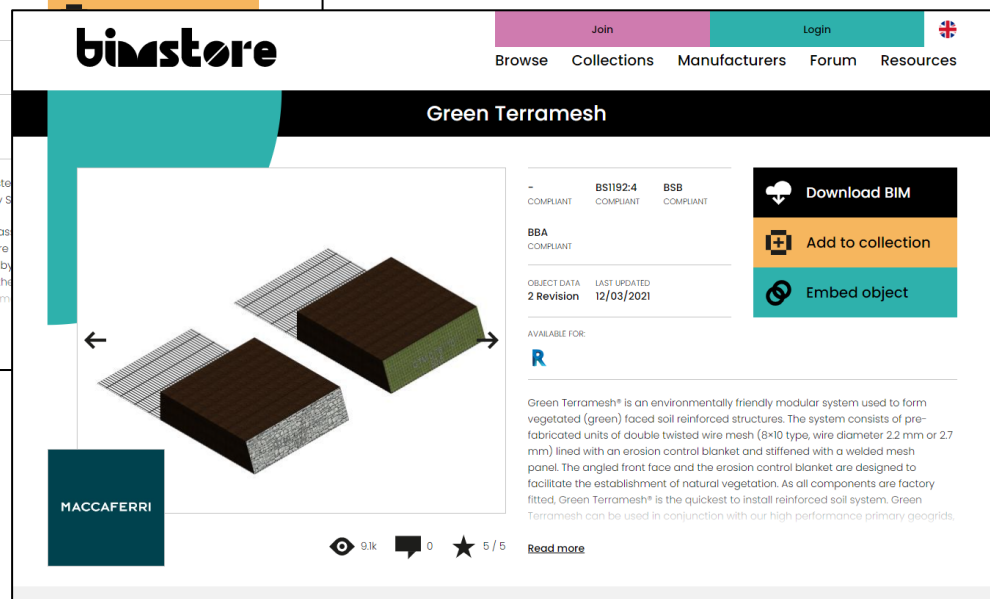 bimstore
Join
Login
Browse Collections Manufacturers Forum Resources
Green Terramesh
-
COMPLIANT
BS1192:4
COMPLIANT
BSB
COMPLIANT
BBA
COMPLIANT
OBJECT DATA
2 Revision
LAST UPDATED
12/03/2021
AVAILABLE FOR:
R
Download BIM
Add to collection
Embed object
MACCAFERRI
9.1k
0
5 / 5
Green Terramesh® is an environmentally friendly modular system used to form
vegetated (green) faced soil reinforced structures. The system consists of pre-
fabricated units of double twisted wire mesh (8×10 type, wire diameter 2.2 mm or 2.7
mm) lined with an erosion control blanket and stiffened with a welded mesh
panel. The angled front face and the erosion control blanket are designed to
facilitate the establishment of natural vegetation. As all components are factory
fitted, Green Terramesh® is the quickest to install reinforced soil system. Green
Terramesh can be used in conjunction with our high performance primary geogrids,
Read more